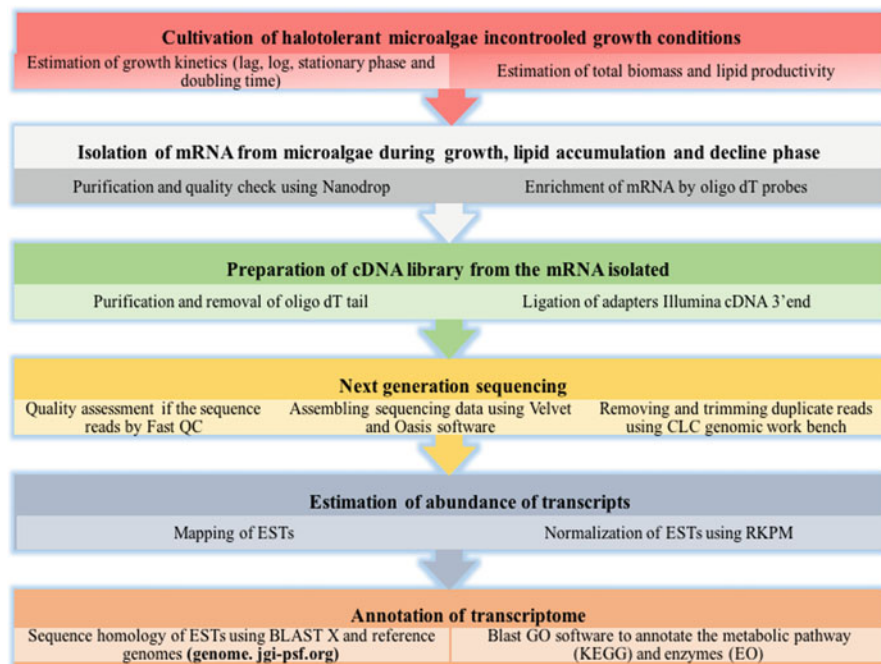 Cultivation of halotolerant microalgae incontrooled growth conditions
Estimation of growth kinetics (lag, log, stationary phase and
doubling time)
Estimation of total biomass and lipid productivity
Isolation of mRNA from microalgae during growth, lipid accumulation and decline phase
Purification and quality check using Nanodrop
Enrichment of mRNA by oligo dT probes
Preparation of cDNA library from the mRNA isolated
Purification and removal of oligo dT tail
Ligation of adapters Illumina cDNA 3'end
Next generation sequencing
Quality assessment if the sequence
reads by Fast QC
Assembling sequencing data using Velvet
and Oasis software
Removing and trimming duplicate reads
using CLC genomic work bench
Estimation of abundance of transcripts
Mapping of ESTs
Normalization of ESTs using RKPM
Annotation of transcriptome
Sequence homology of ESTs using BLAST X and reference
genomes (genome. jgi-psf.org)
Blast GO software to annotate the metabolic pathway
(KEGG) and enzymes (EO)